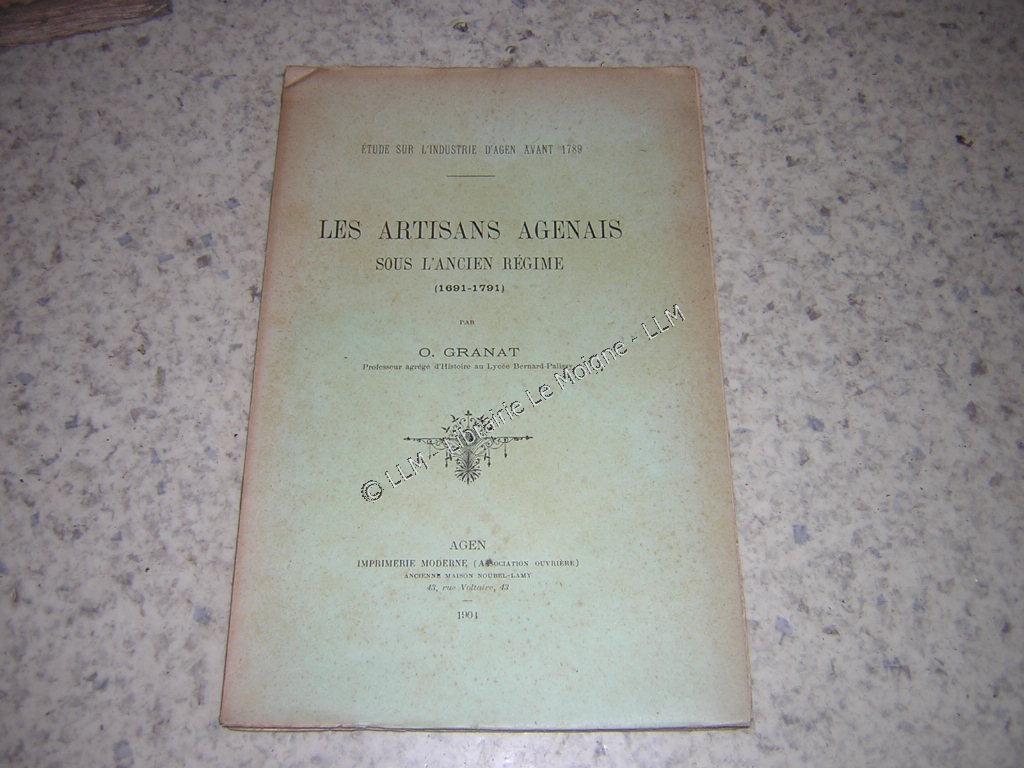 ÉTUDE SUR L'INDUSTRIE D'AGEN AVANT 1789
LES ARTISANS AGENAIS
SOUS L'ANCIEN RÉGIME
(1691-1791)
PAR
O. GRANAT
Professeur agrégé d'Histoire au Lycée Bernard-Palissy
© LLM - Librairie Le Moigne - LLM
AGEN
IMPRIMERIE MODERNE (ASSOCIATION OUVRIÈRE)
ANCIENNE MAISON NOUBEL-LAMY
43, rue Voltaire, 43
1904